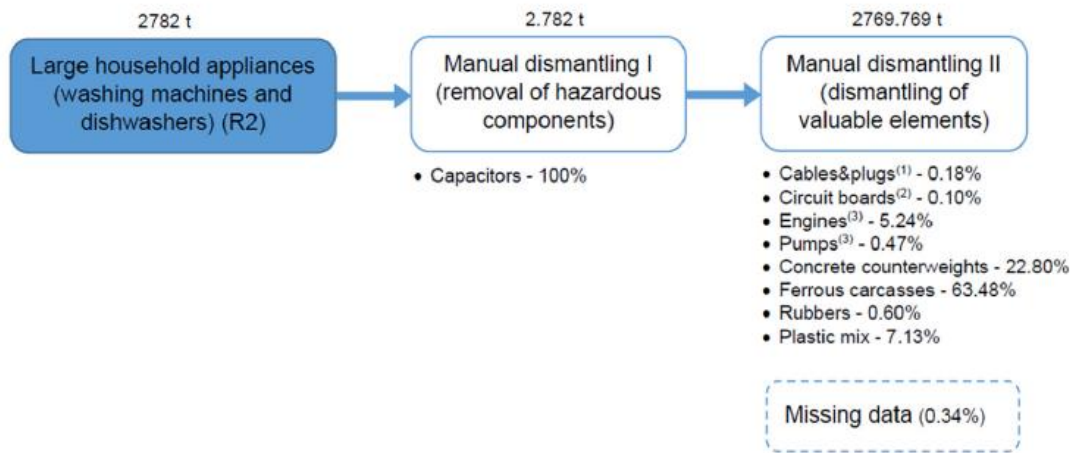 2782 t
Large household appliances
(washing machines and
dishwashers) (R2)
2.782 t
Manual dismantling I
(removal of hazardous
components)
• Capacitors - 100%
2769.769 t
Manual dismantling II
(dismantling of
valuable elements)
• Cables&plugs⁽¹⁾ - 0.18%
• Circuit boards⁽²⁾ - 0.10%
• Engines⁽³⁾ - 5.24%
• Pumps⁽³⁾ - 0.47%
• Concrete counterweights - 22.80%
• Ferrous carcasses - 63.48%
• Rubbers - 0.60%
• Plastic mix - 7.13%
Missing data (0.34%)